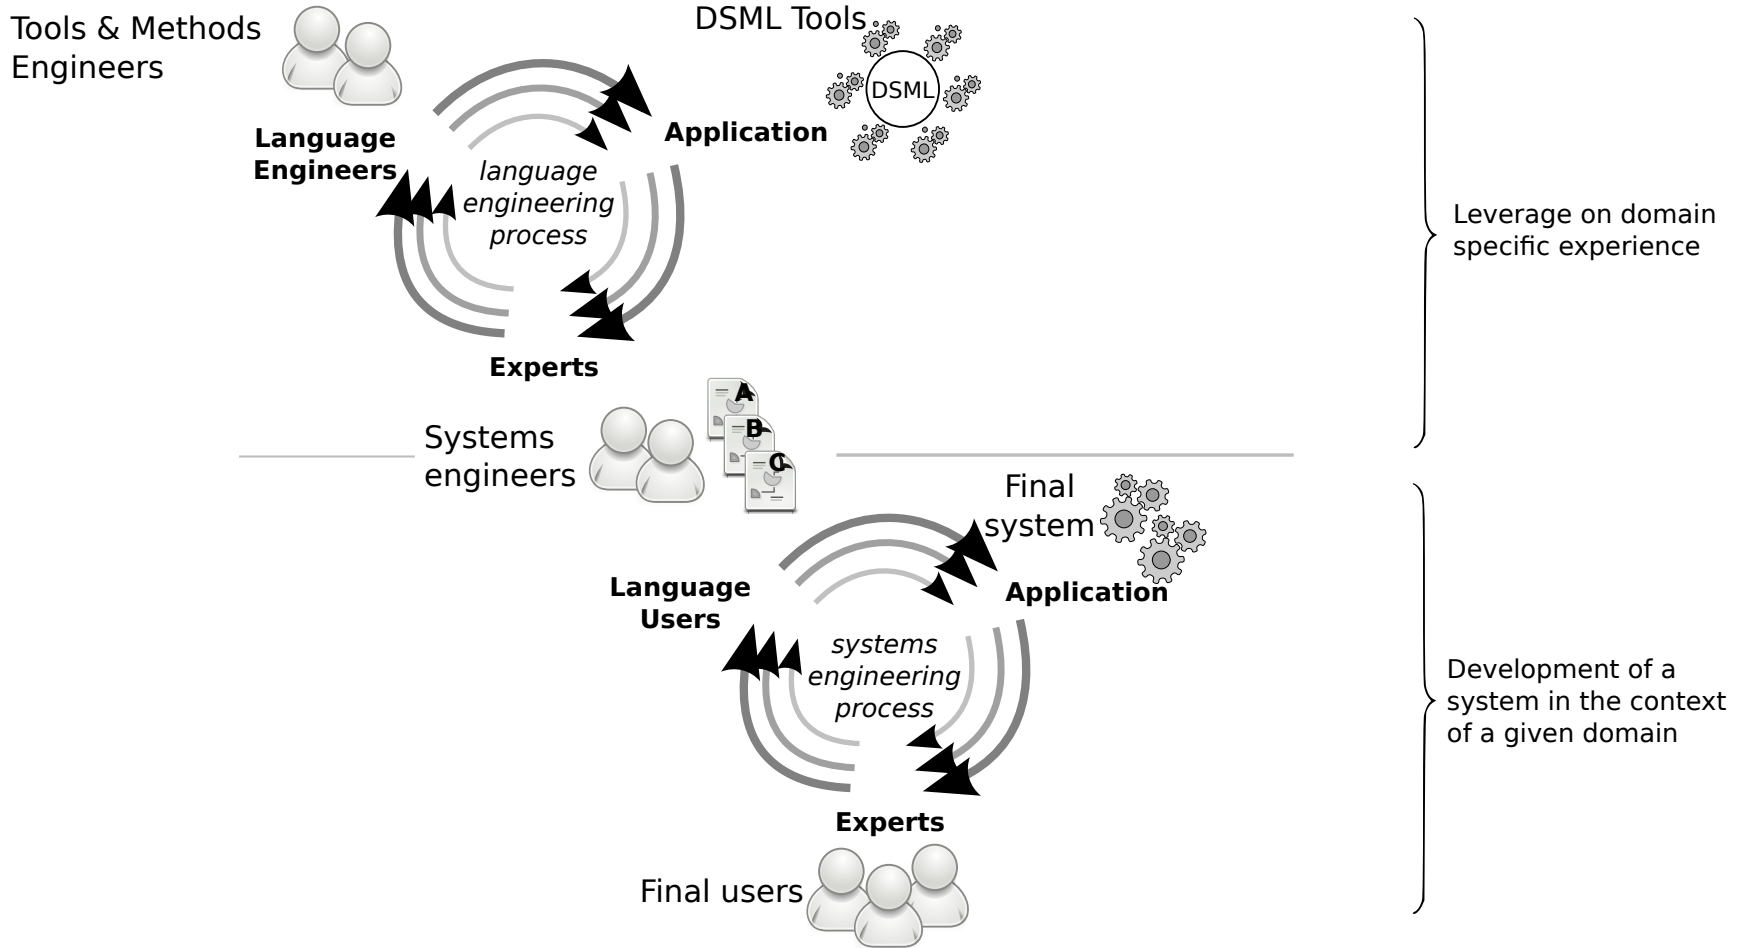 Tools & Methods
Engineers
DSML Tools
DSML
Language
Engineers
Application
language
engineering
process
Experts
Leverage on domain
specific experience
Systems
engineers
A
B
C
Final
system
Language
Users
Application
systems
engineering
process
Experts
Final users
Development of a
system in the context
of a given domain